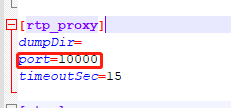 [rtp_proxy]
dumpDir=
port=10000
timeoutSec=15